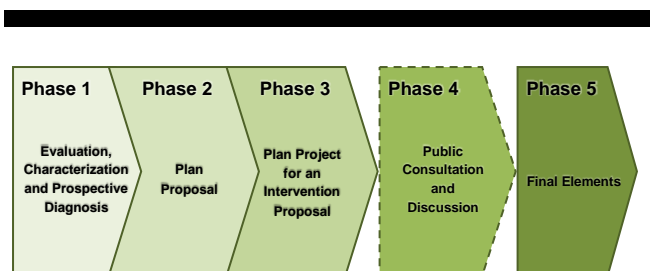 Phase 1
Evaluation,
Characterization
and Prospective
Diagnosis
Phase 2
Plan
Proposal
Phase 3
Plan Project
for an
Intervention
Proposal
Phase 4
Public
Consultation
and
Discussion
Phase 5
Final Elements